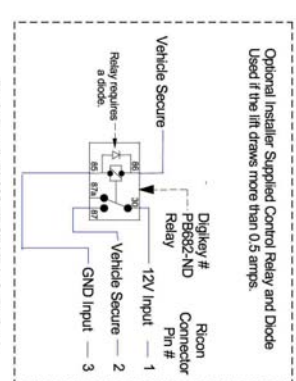 Optional Installer Supplied Control Relay and Diode
Used if the lift draws more than 0.5 amps.
Digikey #
PB682-ND
Relay
Ricon
Connector
Pin #
Vehicle Secure
Relay requires
a diode.
86
30
85
87a
87
12V Input — 1
Vehicle Secure — 2
GND Input — 3